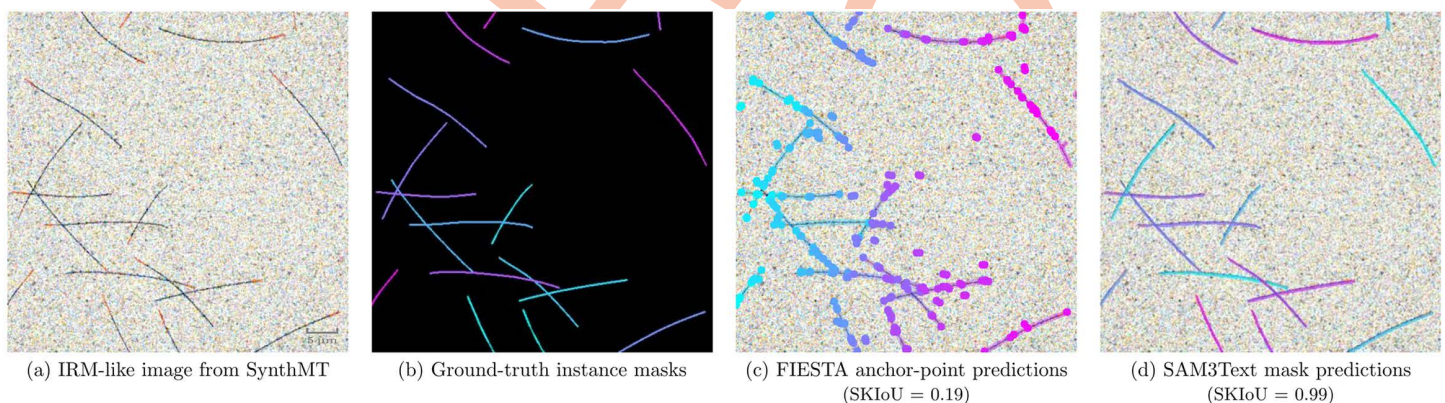 5 μm
(a) IRM-like image from SynthMT
(b) Ground-truth instance masks
(c) FIESTA anchor-point predictions
(SKIoU = 0.19)
(d) SAM3Text mask predictions
(SKIoU = 0.99)